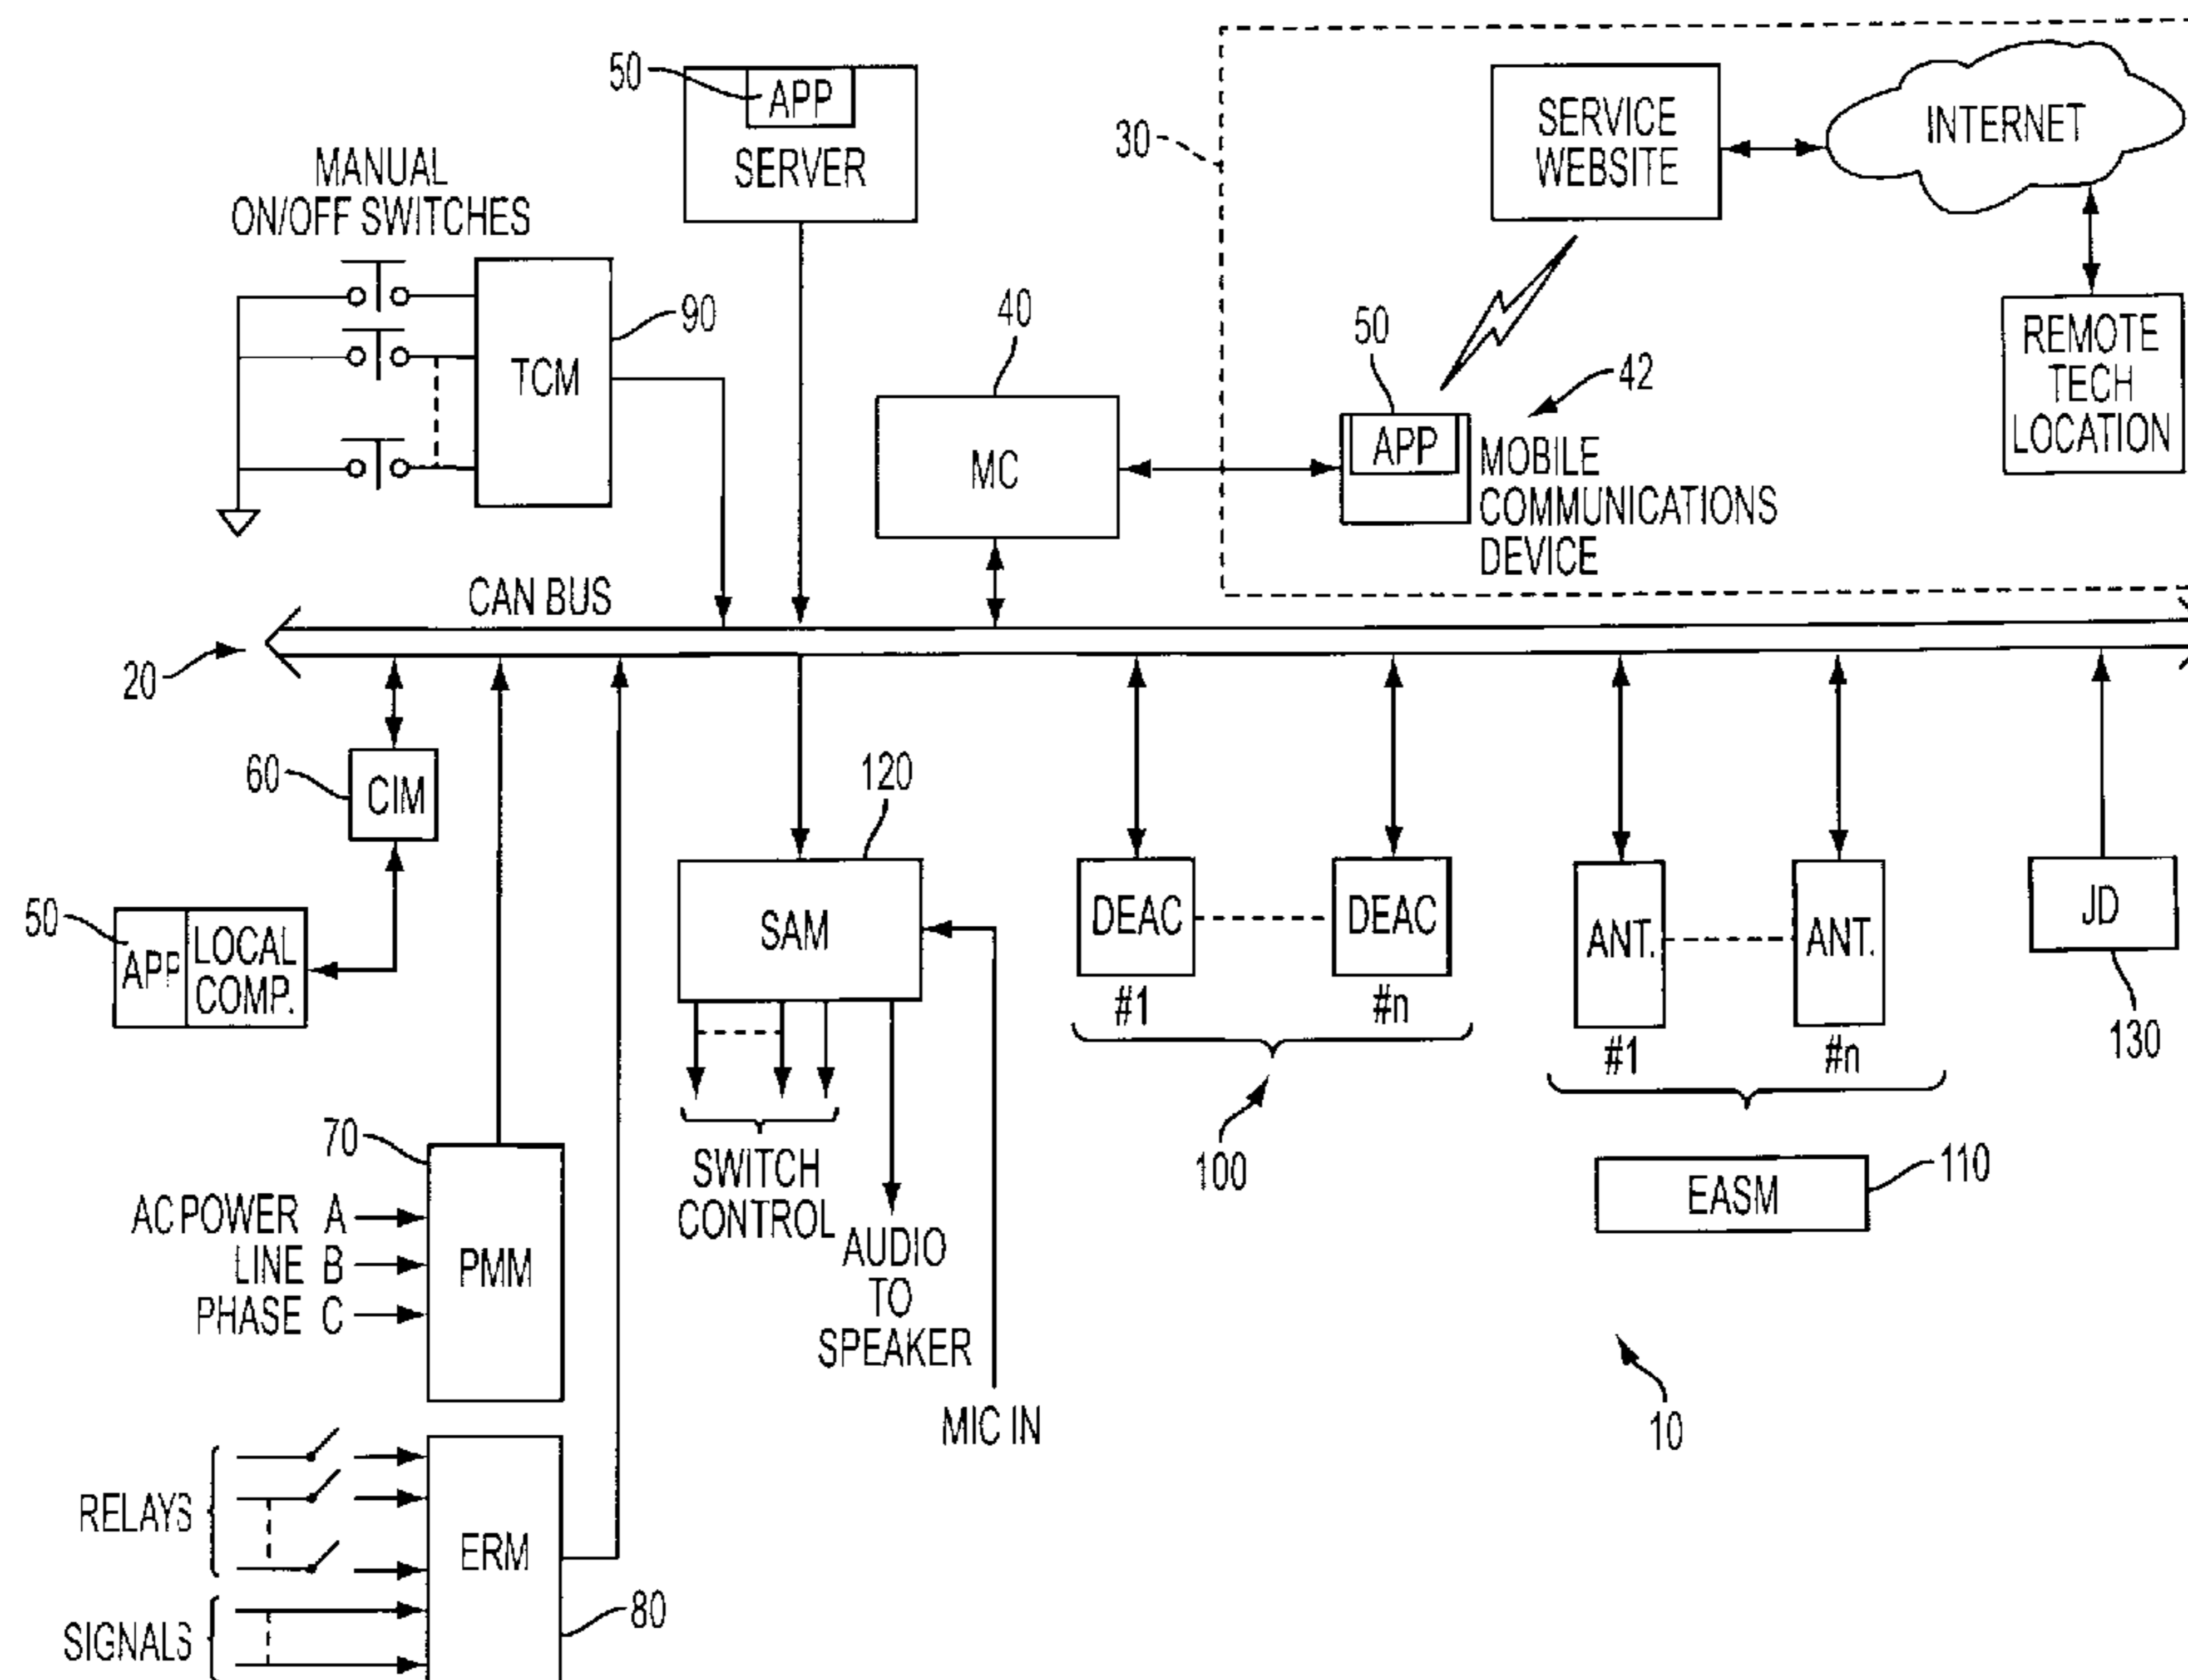 50
APP
SERVER
MANUAL
ON/OFF SWITCHES
TCM
90
30
SERVICE
WEBSITE
INTERNET
REMOTE
TECH
LOCATION
40
MC
50
APP
42
MOBILE
COMMUNICATIONS
DEVICE
CAN BUS
20
60
CIM
50
APP
LOCAL
COMP.
120
SAM
SWITCH
CONTROL
AUDIO
TO
SPEAKER
MIC IN
DEAC
#1
DEAC
#n
100
ANT.
#1
ANT.
#n
EASM
110
JD
130
70
AC POWER A
LINE B
PHASE C
PMM
10
RELAYS
SIGNALS
ERM
80